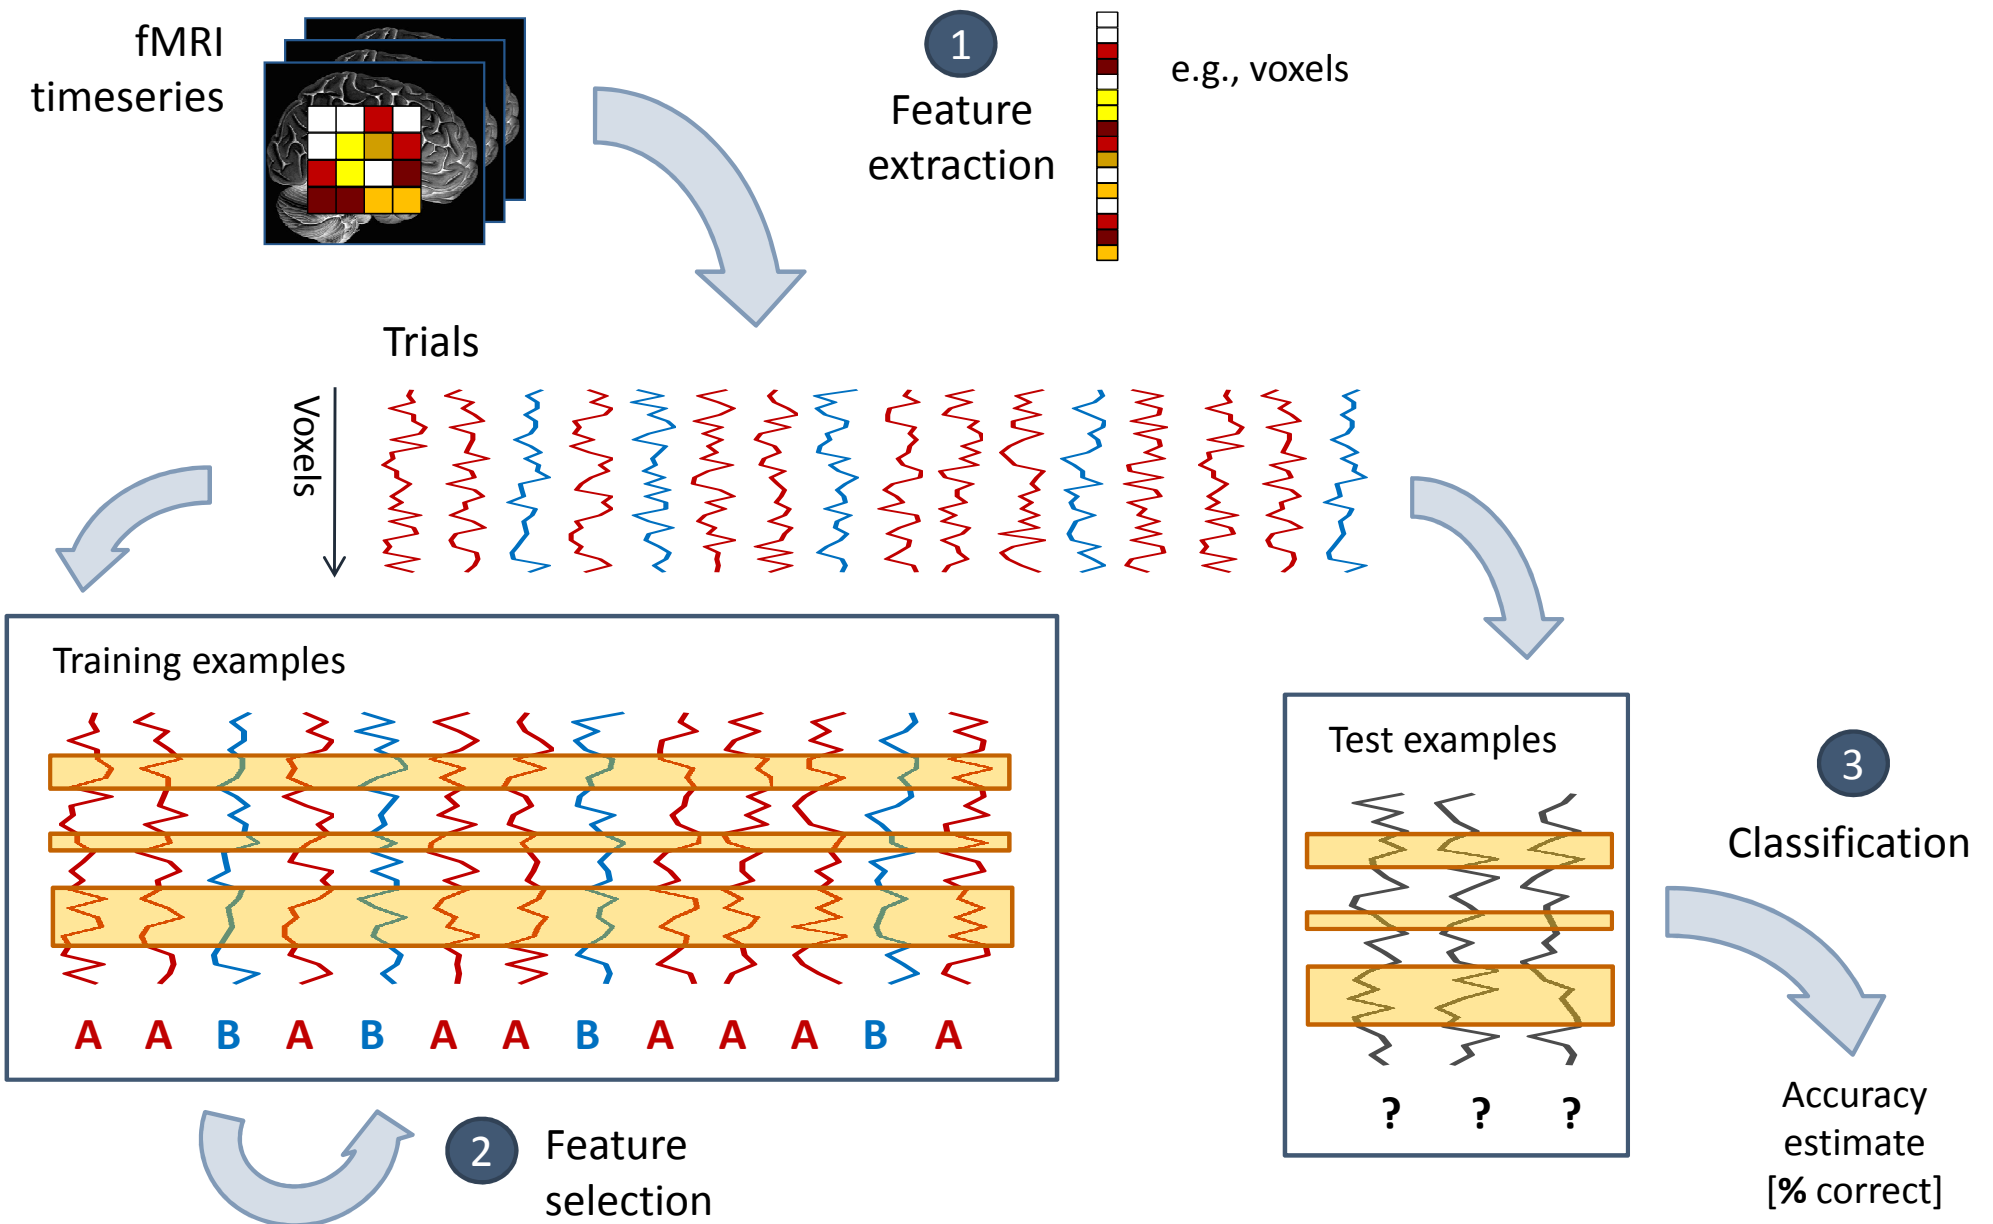 fMRI
timeseries
1
Feature
extraction
e.g., voxels
Trials
Voxels
Training examples
A A B A B A A B A A A B A
2
Feature
selection
Test examples
? ? ?
3
Classification
Accuracy
estimate
[% correct]